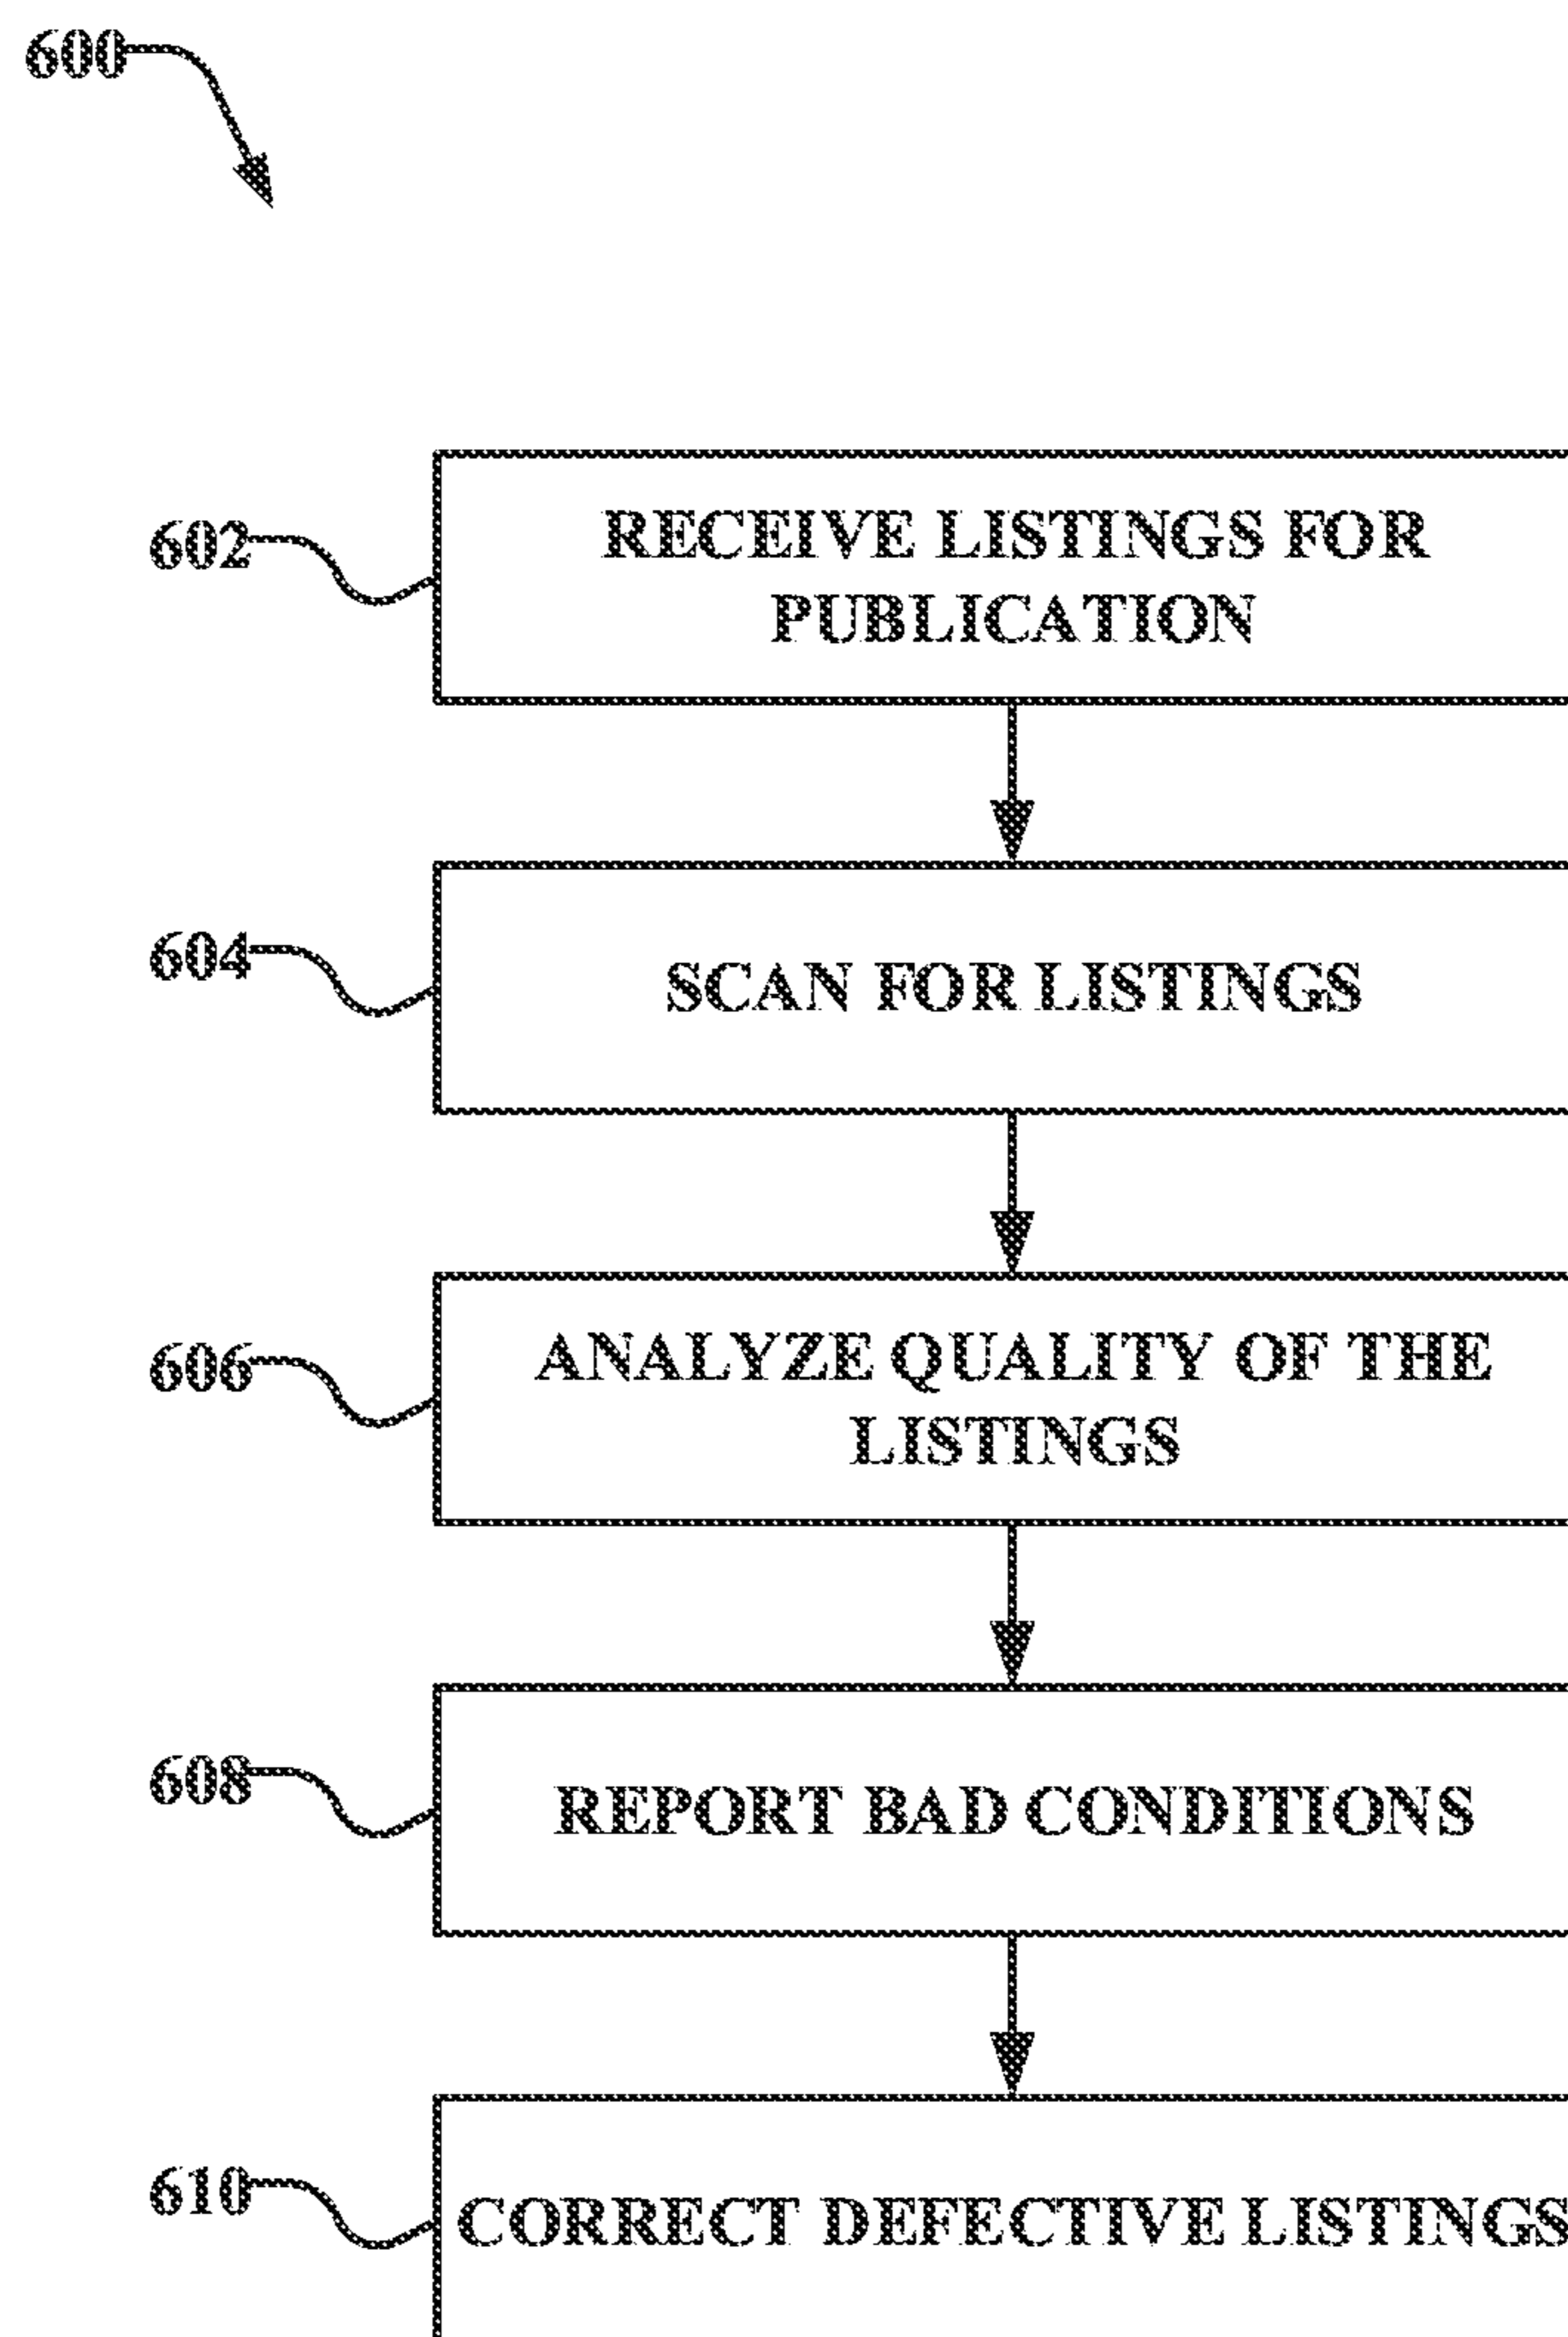 600
602
RECEIVE LISTINGS FOR
PUBLICATION
604
SCAN FOR LISTINGS
606
ANALYZE QUALITY OF THE
LISTINGS
608
REPORT BAD CONDITIONS
610
CORRECT DEFECTIVE LISTINGS